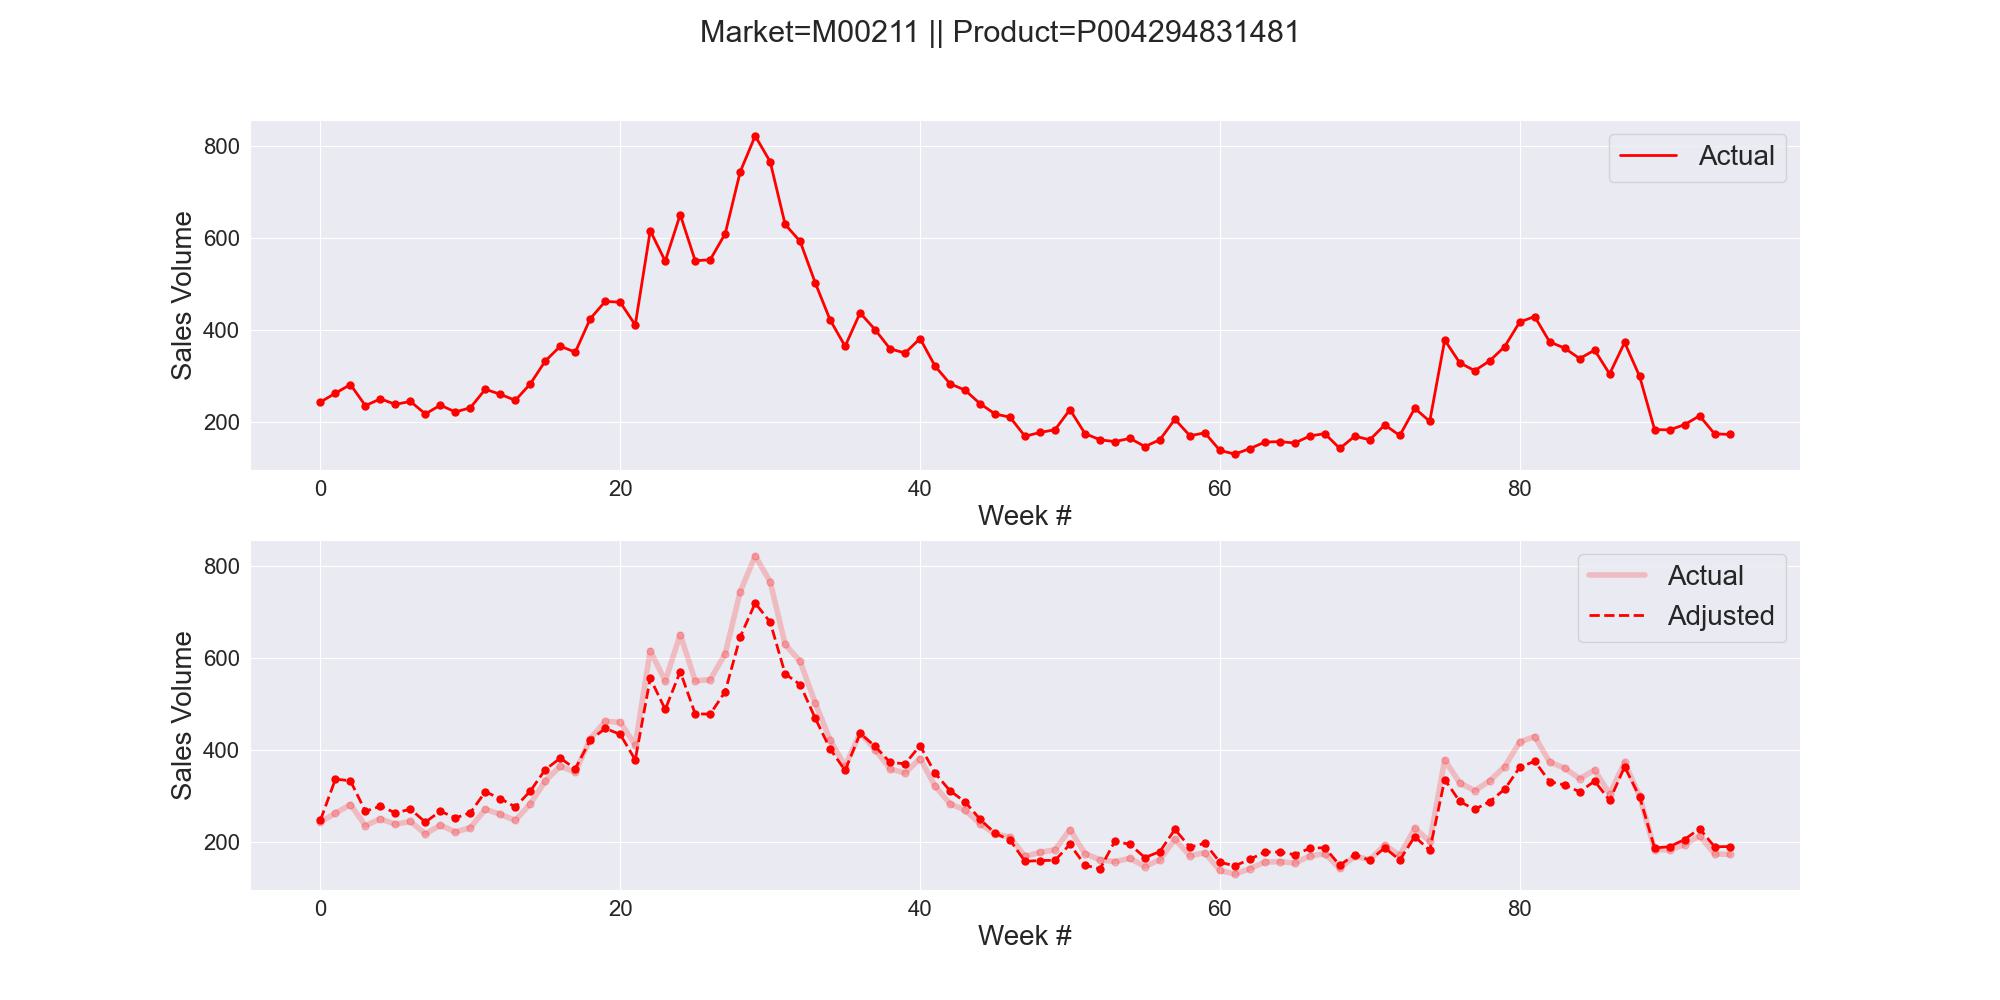 Market=M00211 || Product=P004294831481
800
600
400
200
Sales Volume
Actual
0 20 40 60 80
Week #
800
600
400
200
Sales Volume
Actual
Adjusted
0 20 40 60 80
Week #